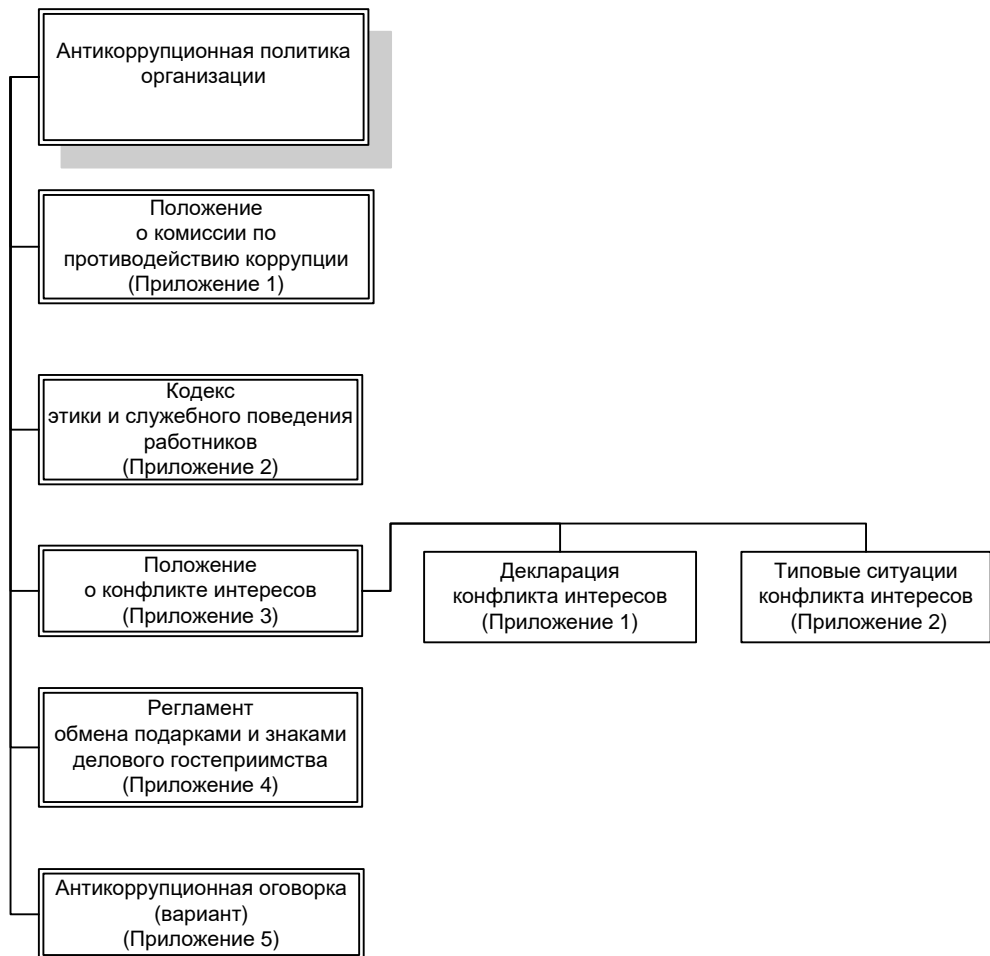 Антикоррупционная политика
организации
Положение
о комиссии по
противодействию коррупции
(Приложение 1)
Кодекс
этики и служебного поведения
работников
(Приложение 2)
Положение
о конфликте интересов
(Приложение 3)
Декларация
конфликта интересов
(Приложение 1)
Типовые ситуации
конфликта интересов
(Приложение 2)
Регламент
обмена подарками и знаками
делового гостеприимства
(Приложение 4)
Антикоррупционная оговорка
(вариант)
(Приложение 5)